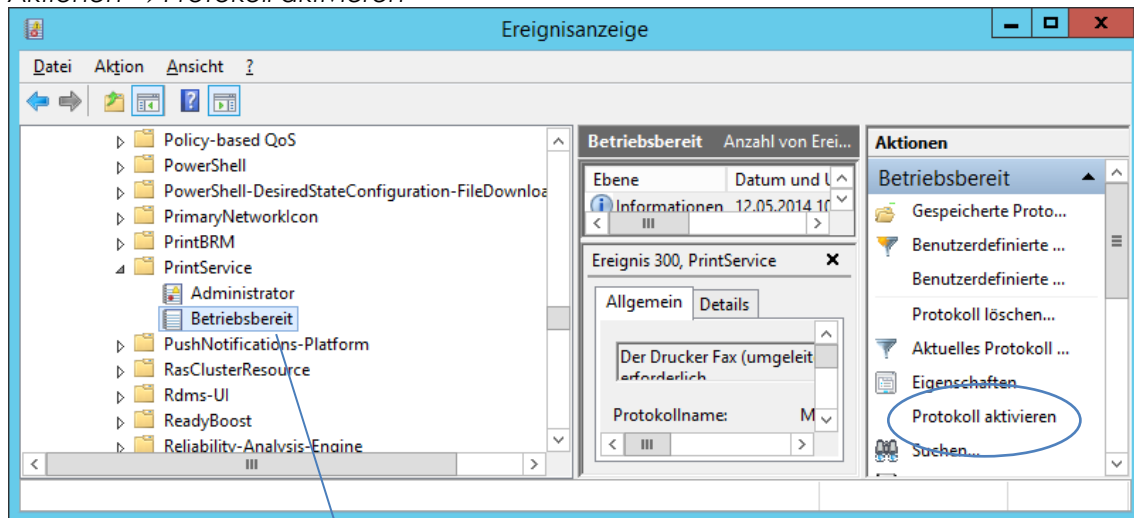 Aktionen → Protokoll aktivieren
Ereignisanzeige
Datei Aktion Ansicht ?
Policy-based QoS
PowerShell
PowerShell-DesiredStateConfiguration-FileDownloa
PrimaryNetworkIcon
PrintBRM
PrintService
Administrator
Betriebsbereit
PushNotifications-Platform
RasClusterResource
Rdms-UI
ReadyBoost
Reliability-Analysis-Engine
Betriebsbereit Anzahl von Erei...
Ebene Datum und U
Informationen 12.05.2014 10
Ereignis 300, PrintService
Allgemein Details
Der Drucker Fax (umgeleit
erforderlich
Protokollname: M
Aktionen
Betriebsbereit
Gespeicherte Proto...
Benutzerdefinierte ...
Benutzerdefinierte ...
Protokoll löschen...
Aktuelles Protokoll ...
Eigenschaften
Protokoll aktivieren
Suchen...